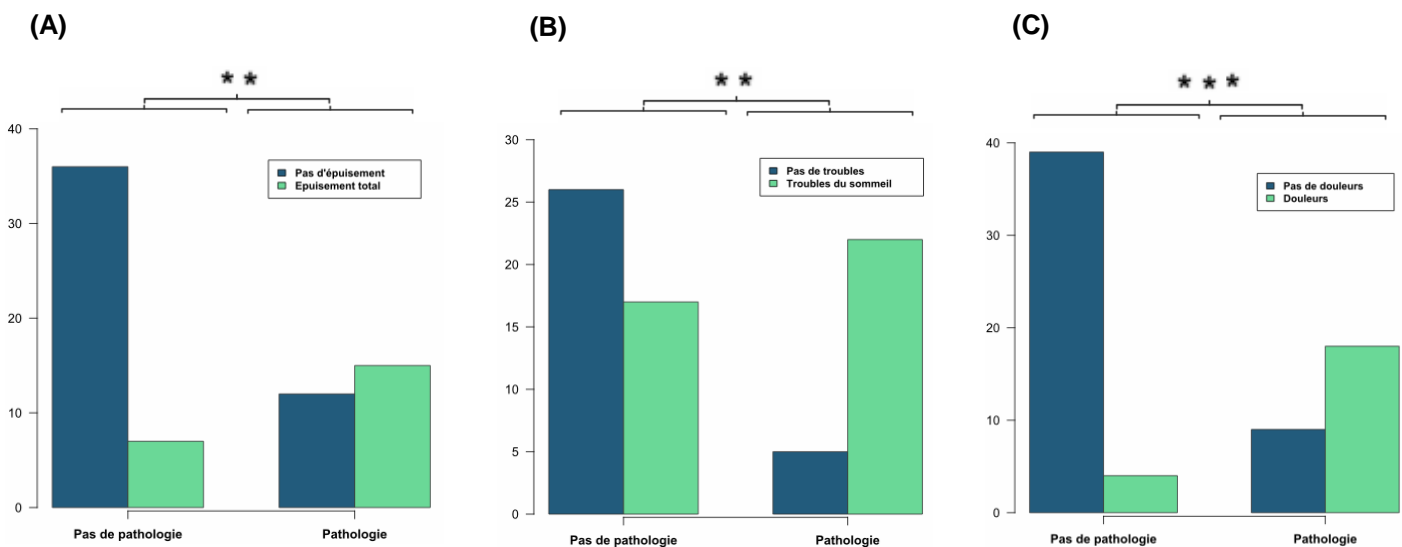 (A)
**
40
30
20
10
0
Pas d'épuisement
Epuisement total
Pas de pathologie
Pathologie
(B)
**
30
25
20
15
10
5
0
Pas de troubles
Troubles du sommeil
Pas de pathologie
Pathologie
(C)
***
40
30
20
10
0
Pas de douleurs
Douleurs
Pas de pathologie
Pathologie